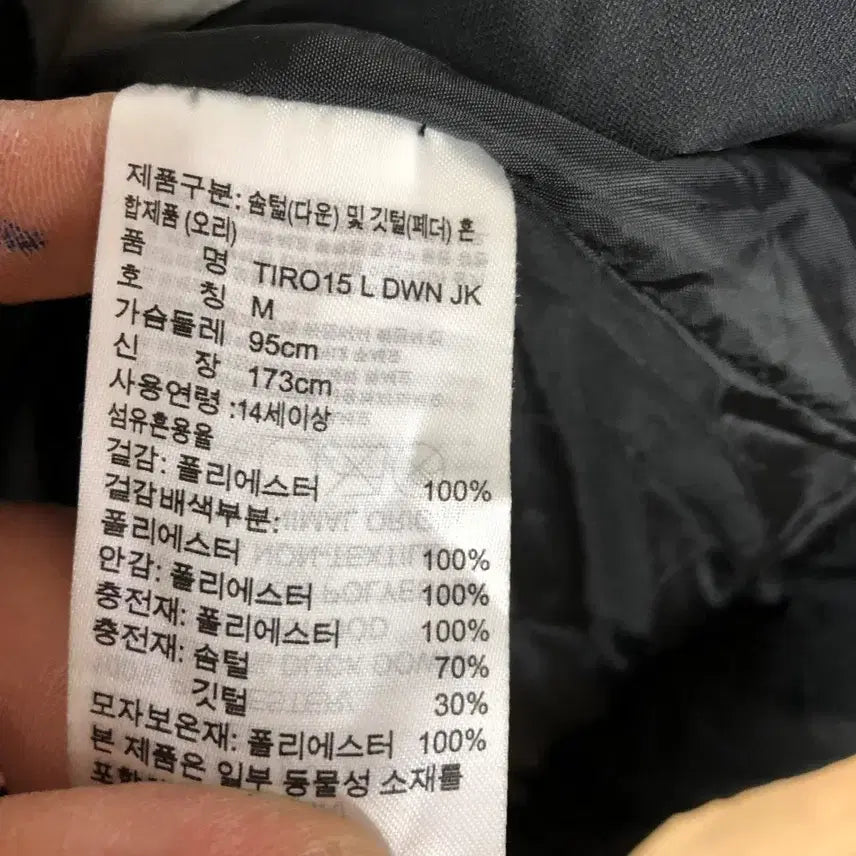 제품구분: 솜털(다운) 및 깃털(페더) 혼
합제품 (오리)
품 명 TIRO15 L DWN JK
호 칭 M
가슴둘레 95cm
신 장 173cm
사용연령 :14세이상
섬유혼용율
겉감: 폴리에스터 100%
겉감배색부분:
폴리에스터 100%
안감: 폴리에스터 100%
충전재: 폴리에스터 100%
충전재: 솜털 70%
깃털 30%
모자보온재: 폴리에스터 100%
본 제품은 일부 동물성 소재를